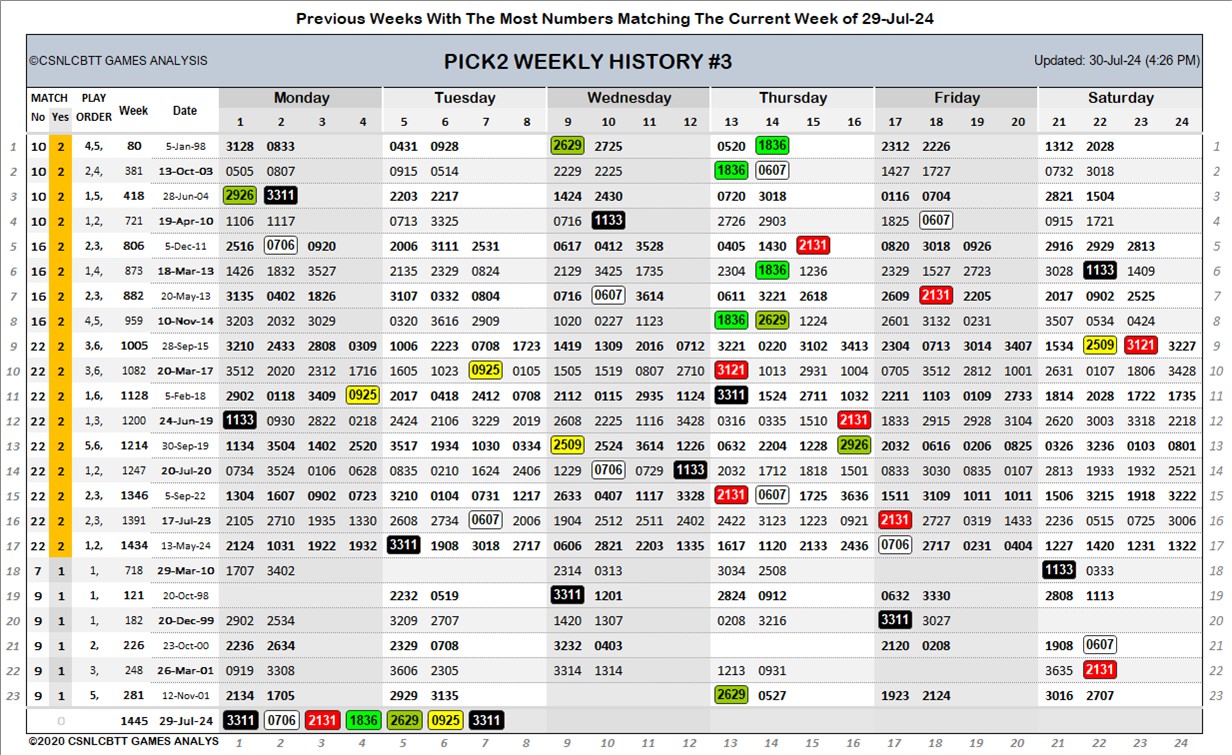 Previous Weeks With The Most Numbers Matching The Current Week of 29-Jul-24
©CSNLCBTT GAMES ANALYSIS PICK2 WEEKLY HISTORY #3 Updated: 30-Jul-24 (4:26 PM)
MATCH PLAY Week Date Monday Tuesday Wednesday Thursday Friday Saturday
No Yes ORDER 1 2 3 4 5 6 7 8 9 10 11 12 13 14 15 16 17 18 19 20 21 22 23 24
1 10 2 4,5, 80 5-Jan-98 3128 0833 0431 0928 2629 2725 0520 1836 2312 2226 1312 2028 1
2 10 2 2,4, 381 13-Oct-03 0505 0807 0915 0514 2229 2225 1836 0607 1427 1727 0732 3018 2
3 10 2 1,5, 418 28-Jun-04 2926 3311 2203 2217 1424 2430 0720 3018 0116 0704 2821 1504 3
4 10 2 1,2, 721 19-Apr-10 1106 1117 0713 3325 0716 1133 2726 2903 1825 0607 0915 1721 4
5 16 2 2,3, 806 5-Dec-11 2516 0706 0920 2006 3111 2531 0617 0412 3528 0405 1430 2131 0820 3018 0926 2916 2929 2813 5
6 16 2 1,4, 873 18-Mar-13 1426 1832 3527 2135 2329 0824 2129 3425 1735 2304 1836 1236 2329 1527 2723 3028 1133 1409 6
7 16 2 2,3, 882 20-May-13 3135 0402 1826 3107 0332 0804 0716 0607 3614 0611 3221 2618 2609 2131 2205 2017 0902 2525 7
8 16 2 4,5, 959 10-Nov-14 3203 2032 3029 0320 3616 2909 1020 0227 1123 1836 2629 1224 2601 3132 0231 3507 0534 0424 8
9 22 2 3,6, 1005 28-Sep-15 3210 2433 2808 0309 1006 2223 0708 1723 1419 1309 2016 0712 3221 0220 3102 3413 2304 0713 3014 3407 1534 2509 3121 3227 9
10 22 2 3,6, 1082 20-Mar-17 3512 2020 2312 1716 1605 1023 0925 0105 1505 1519 0807 2710 3121 1013 2931 1004 0705 3512 2812 1001 2631 0107 1806 3428 10
11 22 2 1,6, 1128 5-Feb-18 2902 0118 3409 0925 2017 0418 2412 0708 2112 0115 2935 1124 3311 1524 2711 1032 2211 1103 0109 2733 1814 2028 1722 1735 11
12 22 2 1,3, 1200 24-Jun-19 1133 0930 2822 0218 2424 2106 3229 2019 2608 2225 1116 3428 0316 0335 1510 2131 1833 2915 2928 3104 2620 3003 3318 2218 12
13 22 2 5,6, 1214 30-Sep-19 1134 3504 1402 2520 3517 1934 1030 0334 2509 2524 3614 1226 0632 2204 1228 2926 2032 0616 0206 0825 0326 3236 0103 0801 13
14 22 2 1,2, 1247 20-Jul-20 0734 3524 0106 0628 0835 0210 1624 2406 1229 0706 0729 1133 2032 1712 1818 1501 0833 3030 0835 0107 2813 1933 1932 2521 14
15 22 2 2,3, 1346 5-Sep-22 1304 1607 0902 0723 3210 0104 0731 1217 2633 0407 1117 3328 2131 0607 1725 3636 1511 3109 1011 1011 1506 3215 1918 3222 15
16 22 2 2,3, 1391 17-Jul-23 2105 2710 1935 1330 2608 2734 0607 2006 1904 2512 2511 2402 2422 3123 1223 0921 2131 2727 0319 1433 2236 0515 0725 3006 16
17 22 2 1,2, 1434 13-May-24 2124 1031 1922 1932 3311 1908 3018 2717 0606 2821 2203 1335 1617 1120 2133 2436 0706 2717 0231 0404 1227 1420 1231 1322 17
18 7 1 1, 718 29-Mar-10 1707 3402 2314 0313 3034 2508 1133 0333 18
19 9 1 1, 121 20-Oct-98 2232 0519 3311 1201 2824 0912 0632 3330 2808 1113 19
20 9 1 1, 182 20-Dec-99 2902 2534 3209 2707 1420 1307 0208 3216 3311 3027 20
21 9 1 2, 226 23-Oct-00 2236 2634 2329 0708 3232 0403 2120 0208 1908 0607 21
22 9 1 3, 248 26-Mar-01 0919 3308 3606 2305 3314 1314 1213 0931 3635 2131 22
23 9 1 5, 281 12-Nov-01 2134 1705 2929 3135 2629 0527 1923 2124 3016 2707 23
0 1445 29-Jul-24 3311 0706 2131 1836 2629 0925 3311
©2020 CSNLCBTT GAMES ANALYS 1 2 3 4 5 6 7 8 9 10 11 12 13 14 15 16 17 18 19 20 21 22 23 24